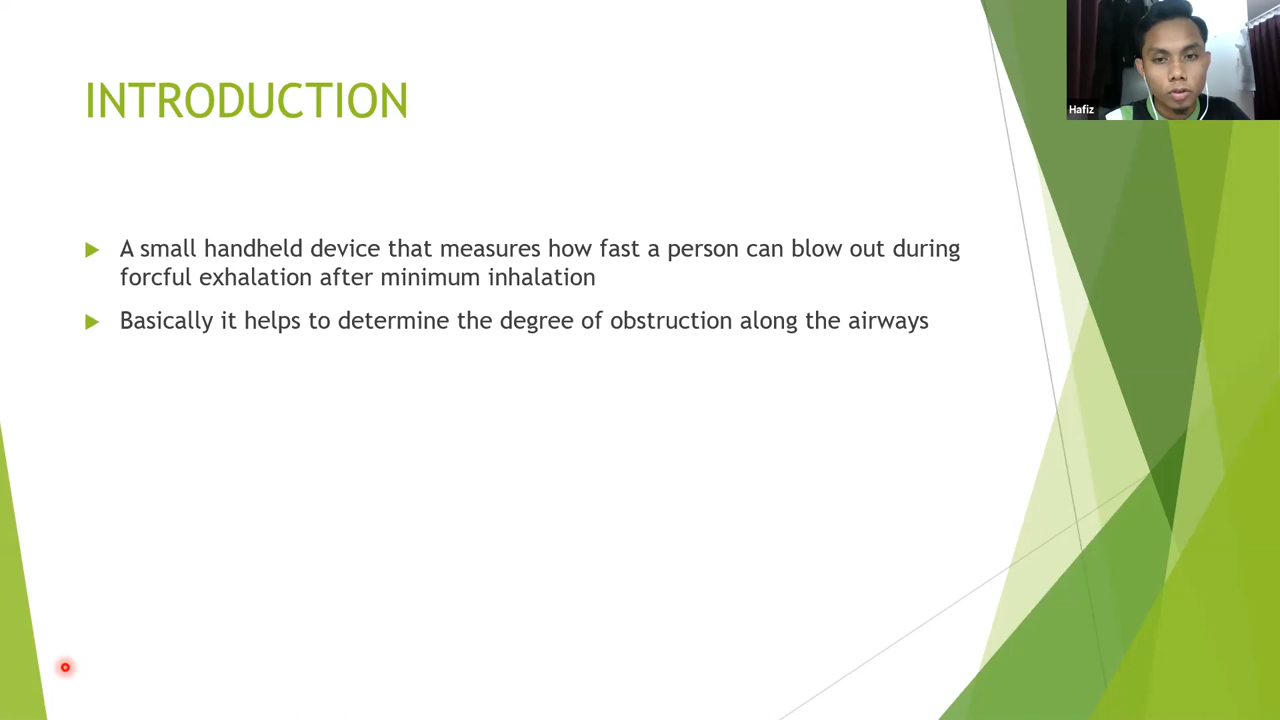 INTRODUCTION
Hafiz
A small handheld device that measures how fast a person can blow out during
forcful exhalation after minimum inhalation
Basically it helps to determine the degree of obstruction along the airways